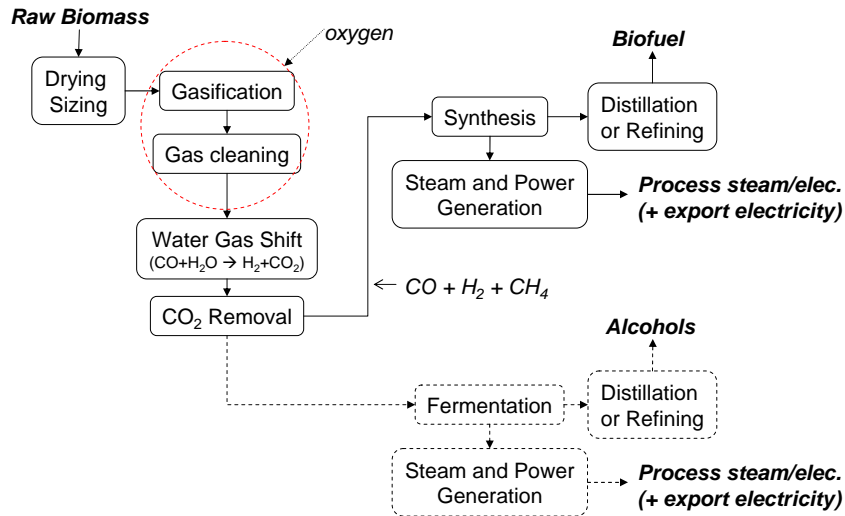 Raw Biomass
oxygen
Drying
Sizing
Gasification
Gas cleaning
Water Gas Shift
(CO+H₂O → H₂+CO₂)
CO₂ Removal
Biofuel
Synthesis
Distillation
or Refining
Steam and Power
Generation
Process steam/elec.
(+ export electricity)
CO + H₂ + CH₄
Alcohols
Fermentation
Distillation
or Refining
Steam and Power
Generation
Process steam/elec.
(+ export electricity)